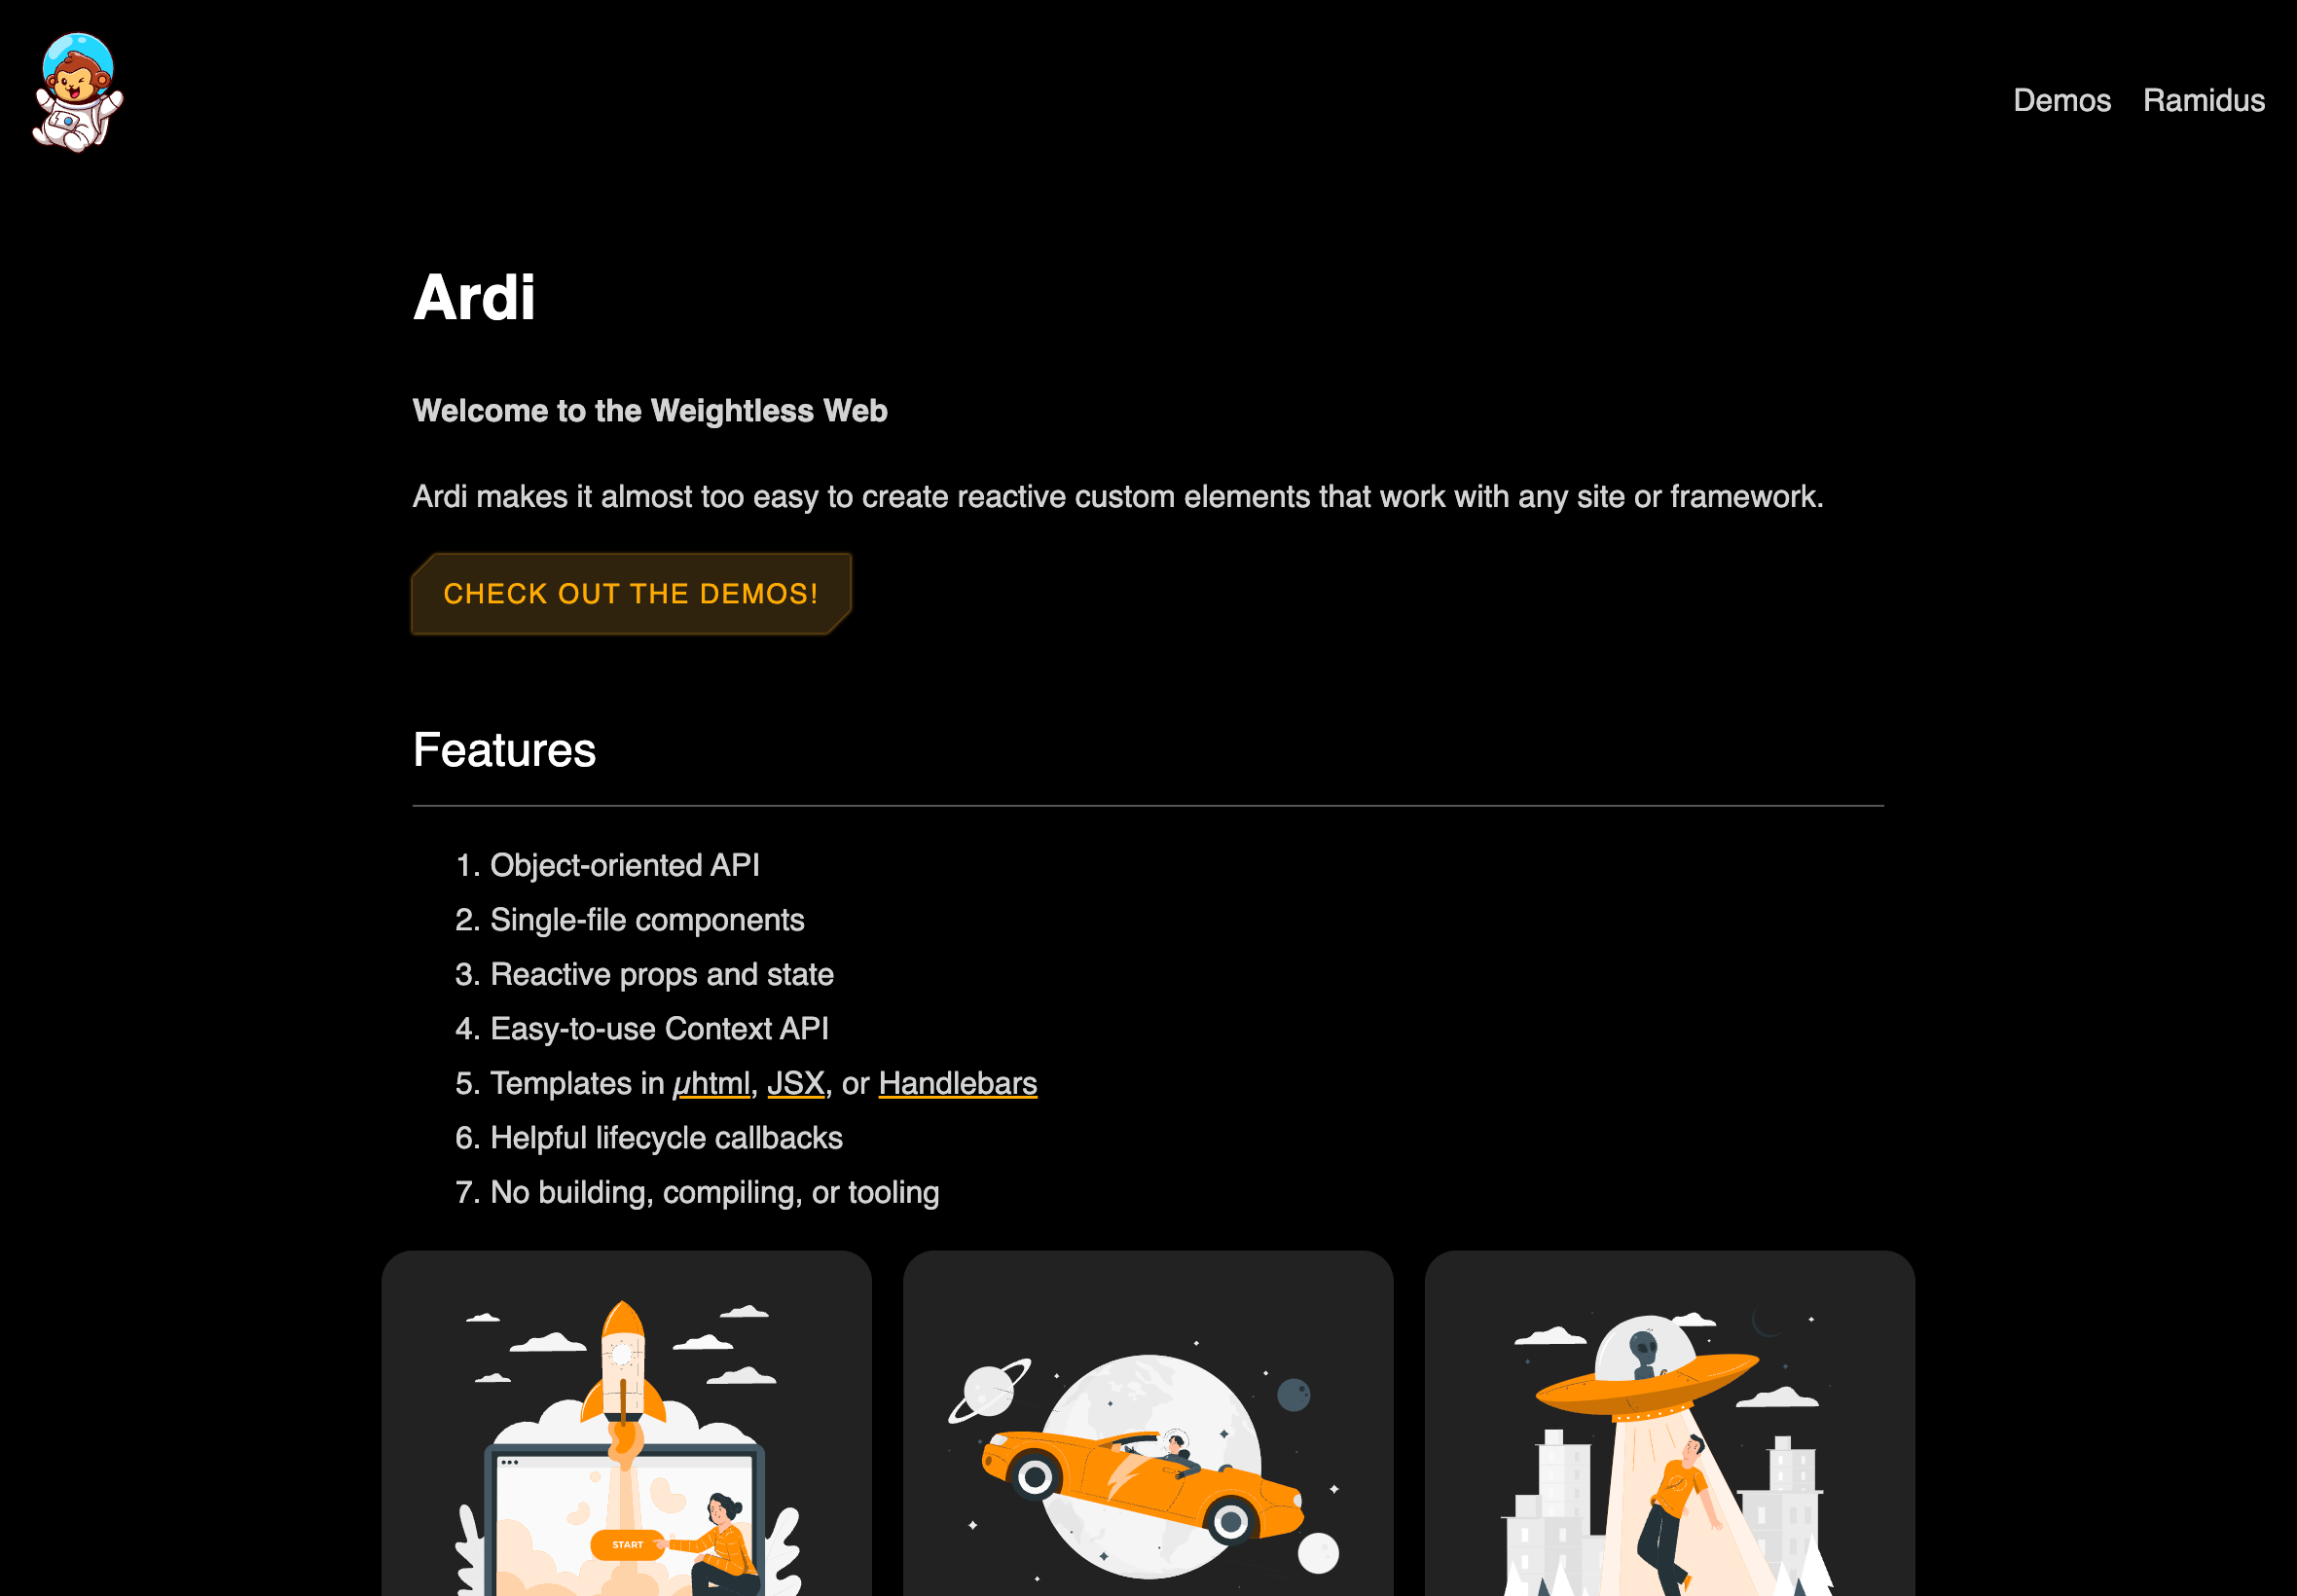 Demos Ramidus
Ardi
Welcome to the Weightless Web
Ardi makes it almost too easy to create reactive custom elements that work with any site or framework.
CHECK OUT THE DEMOS!
Features
1. Object-oriented API
2. Single-file components
3. Reactive props and state
4. Easy-to-use Context API
5. Templates in µhtml, JSX, or Handlebars
6. Helpful lifecycle callbacks
7. No building, compiling, or tooling
START